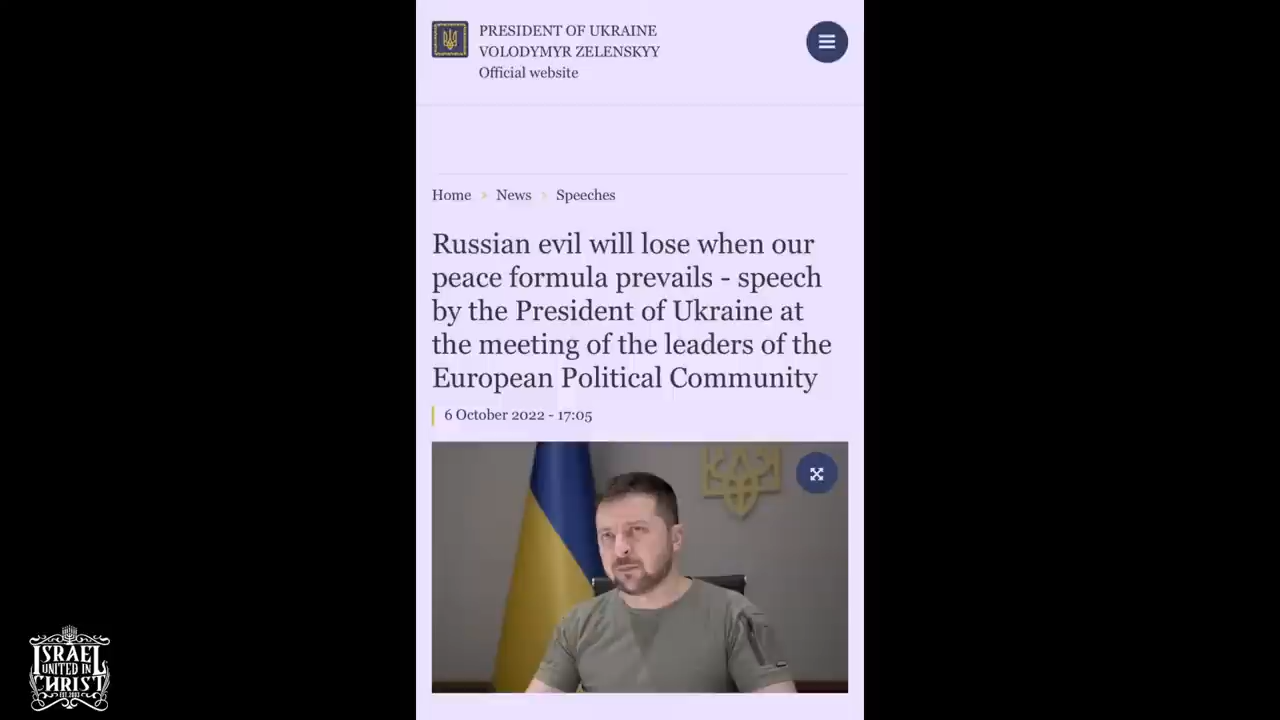 PRESIDENT OF UKRAINE
VOLODYMYR ZELENSKYY
Official website
Home > News > Speeches
Russian evil will lose when our
peace formula prevails - speech
by the President of Ukraine at
the meeting of the leaders of the
European Political Community
6 October 2022 - 17:05
ISRAEL
UNITED IN
CHRIST
EST 2003